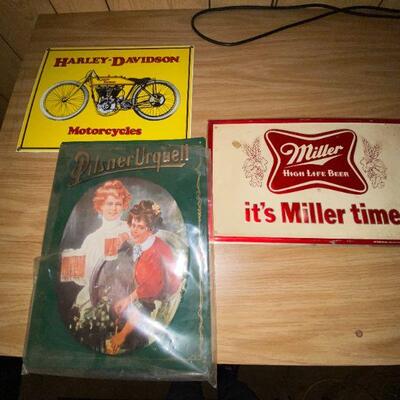 HARLEY-DAVIDSON
Motorcycles
Pilsner Urquell
Miller
HIGH LIFE BEER
it's Miller time